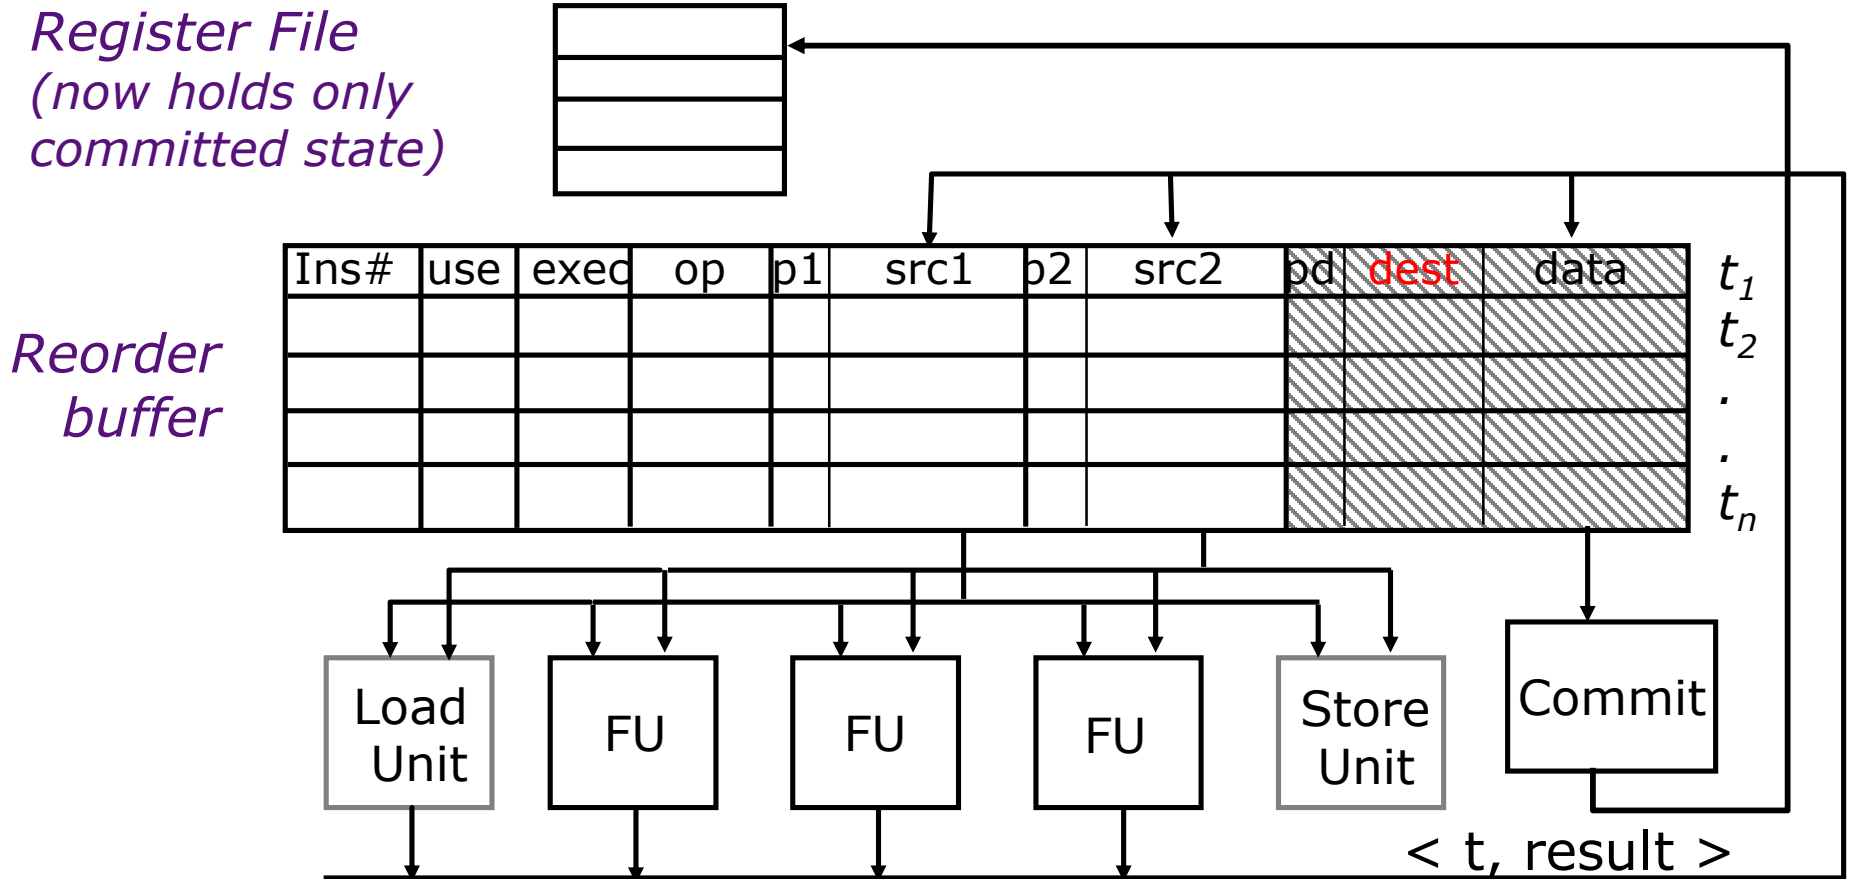 Register File
(now holds only
committed state)
Ins# use exec op p1 src1 p2 src2 pd dest data t1
t2
Reorder
buffer
.
.
tn
Load
Unit
FU
FU
FU
Store
Unit
Commit
< t, result >